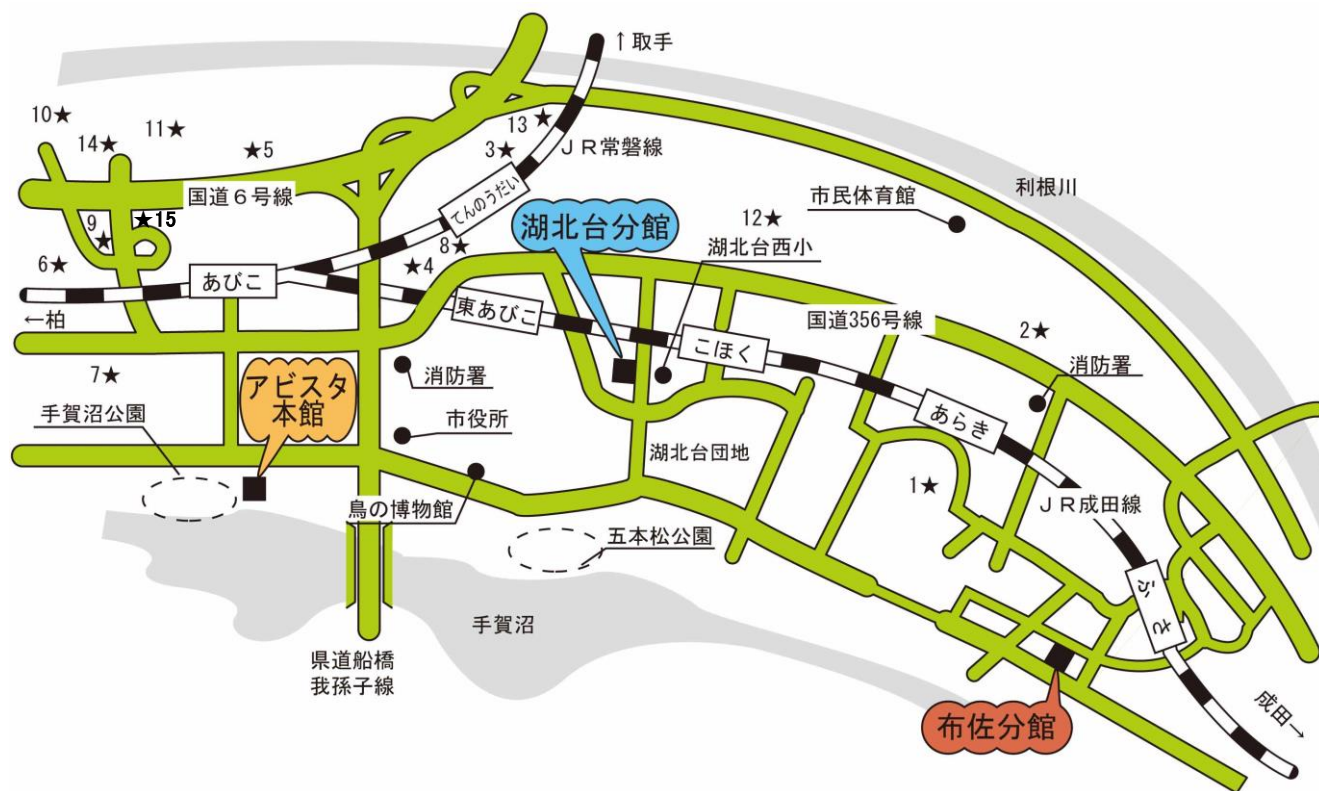 ↑取手
10★
11★
14★
★5
13★
3★
JR常磐線
国道6号線
てんのうだい
利根川
市民体育館
9★
★15
12★
湖北台分館
8★
湖北台西小
6★
★4
あびこ
←柏
東あびこ
こほく
国道356号線
2★
消防署
7★
アビスタ
本館
消防署
手賀沼公園
市役所
あらき
湖北台団地
1★
鳥の博物館
JR成田線
五本松公園
ふさ
手賀沼
県道船橋
我孫子線
布佐分館
成田→